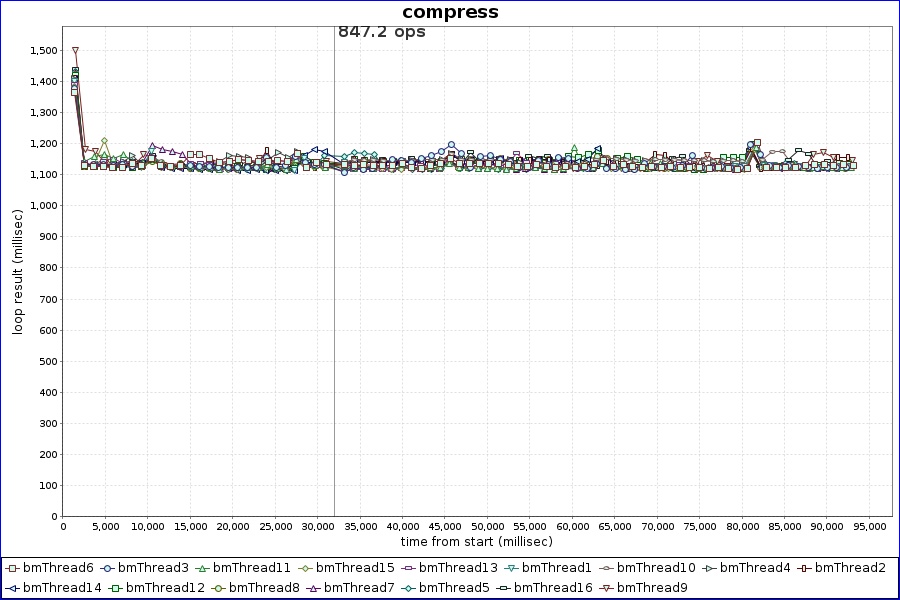 compress
847.2 ops
1,500
1,400
1,300
1,200
1,100
1,000
900
800
700
600
500
400
300
200
100
0
loop result (millisec)
0 5,000 10,000 15,000 20,000 25,000 30,000 35,000 40,000 45,000 50,000 55,000 60,000 65,000 70,000 75,000 80,000 85,000 90,000 95,000
time from start (millisec)
bmThread6 bmThread3 bmThread11 bmThread15 bmThread13 bmThread1 bmThread10 bmThread4 bmThread2
bmThread14 bmThread12 bmThread8 bmThread7 bmThread5 bmThread16 bmThread9